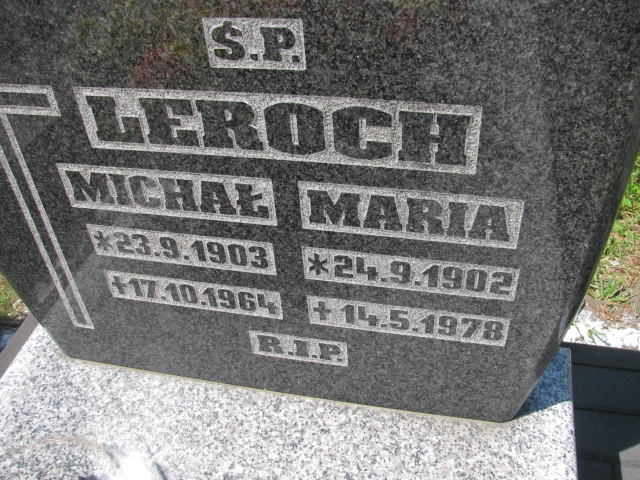 Ś.P.
LEROCH
MICHAŁ MARIA
*23.9.1903 *24.9.1902
+17.10.1964 +14.5.1978
R.I.P.